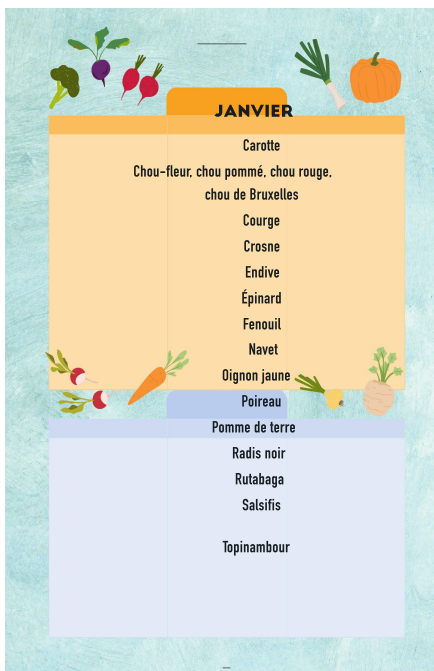 JANVIER
Carotte
Chou-fleur, chou pommé, chou rouge,
chou de Bruxelles
Courge
Crosne
Endive
Épinard
Fenouil
Navet
Oignon jaune
Poireau
Pomme de terre
Radis noir
Rutabaga
Salsifis
Topinambour